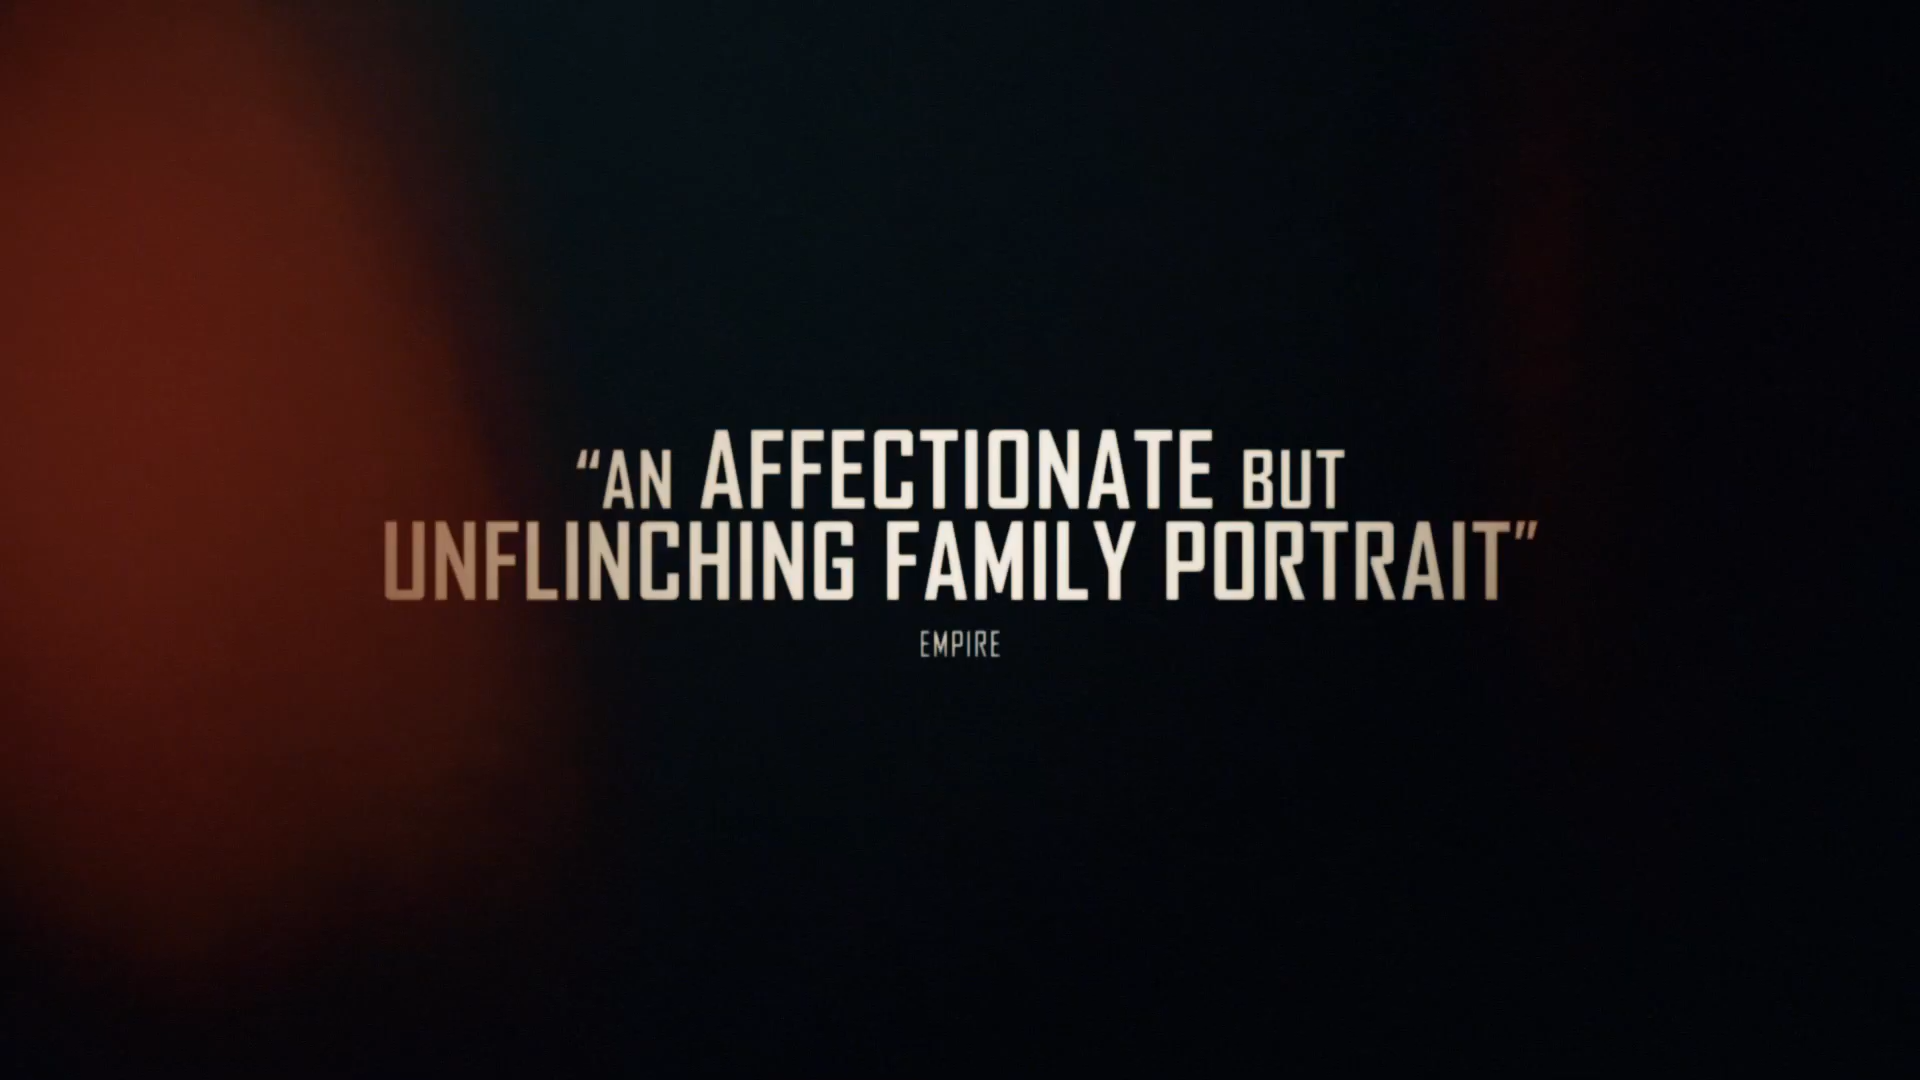 “AN AFFECTIONATE BUT
UNFLINCHING FAMILY PORTRAIT”
EMPIRE